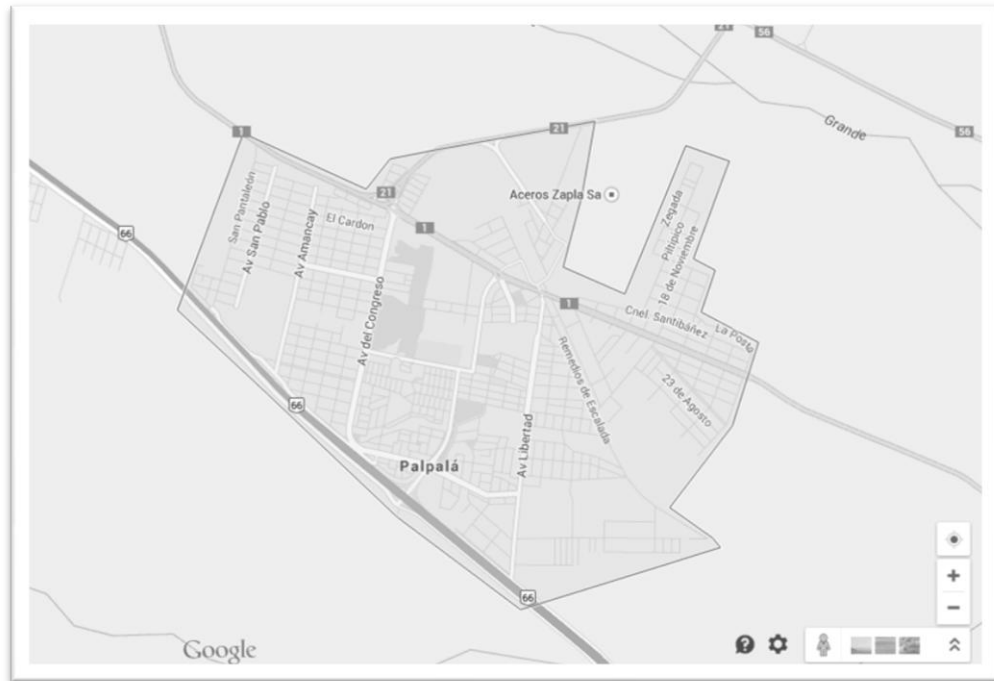 21
56
Grande
56
1
21
Aceros Zapla Sa
San Pantaleón
Av San Pablo
Av Amancay
El Cardon
21
1
Zegada
Piltipico
18 de Noviembre
66
1
Cnel. Santibáñez
La Posta
Av del Congreso
Remedios de Escalada
23 de Agosto
66
Av Libertad
Palpalá
66
Google